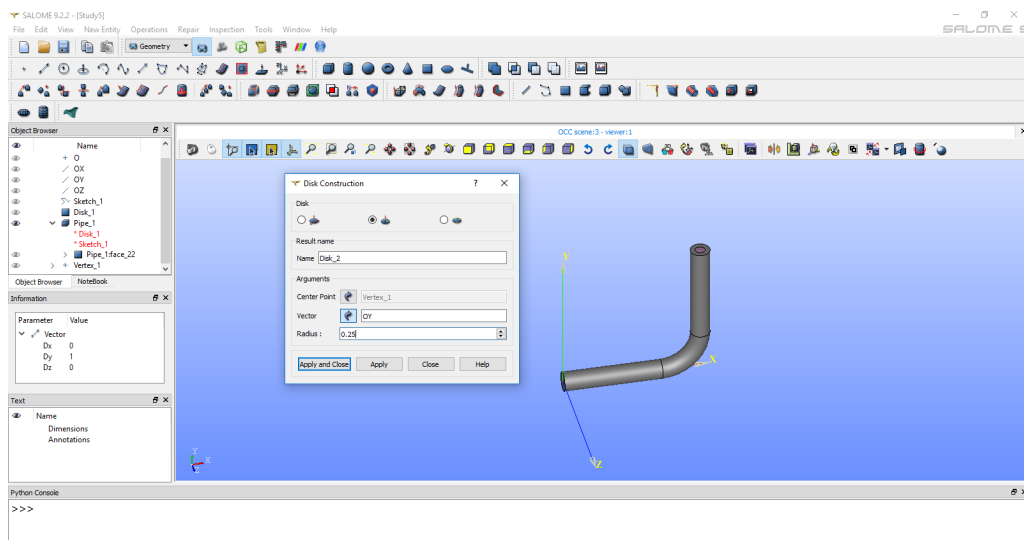 SALOME 9.2.2 - [Study5]
File Edit View New Entity Operations Repair Inspection Tools Window Help
SALOME S
Geometry
Object Browser
OCC scene:3 - viewer:1
Name
O
OX
OY
OZ
Sketch_1
Disk_1
Pipe_1
* Disk_1
* Sketch_1
Pipe_1:face_22
Vertex_1
Object Browser NoteBook
Information
Parameter Value
Vector
Dx 0
Dy 1
Dz 0
Text
Name
Dimensions
Annotations
Disk Construction
Disk
Result name
Name Disk_2
Arguments
Center Point Vertex_1
Vector OY
Radius : 0.25
Apply and Close Apply Close Help
Y
X
Z
Y
X
Z
Python Console
>>>